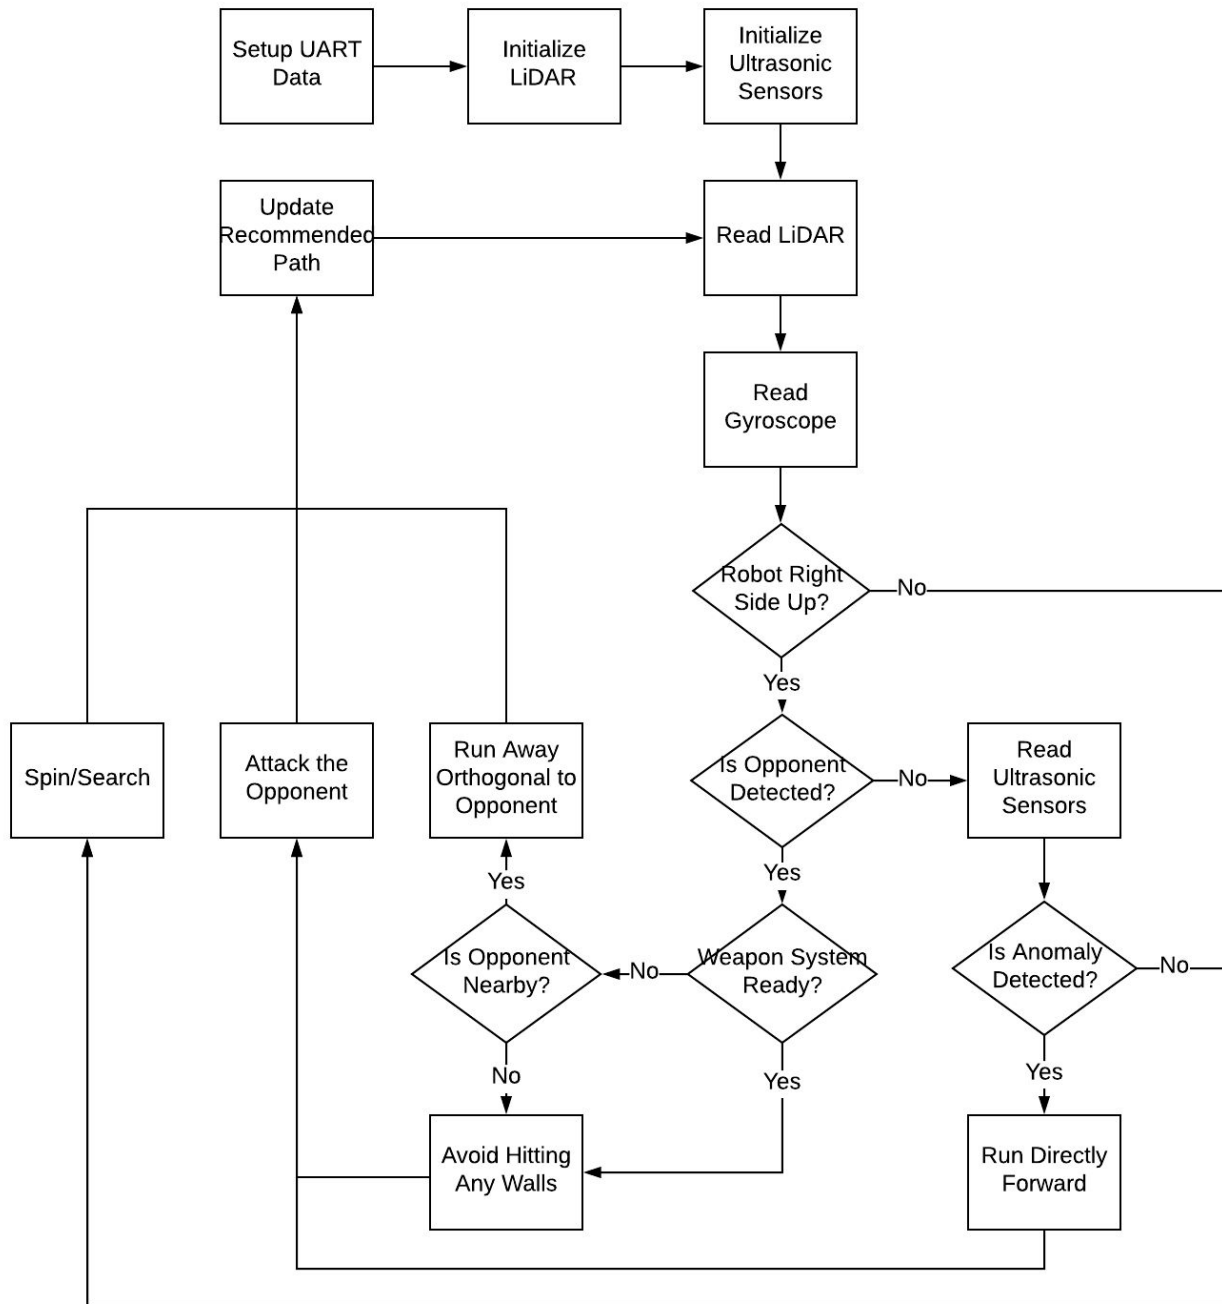 Setup UART
Data
Initialize
LiDAR
Initialize
Ultrasonic
Sensors
Update
Recommended
Path
Read LiDAR
Read
Gyroscope
Robot Right
Side Up?
No
Yes
Spin/Search
Attack the
Opponent
Run Away
Orthogonal to
Opponent
Is Opponent
Detected?
No
Read
Ultrasonic
Sensors
Yes
Yes
Is Opponent
Nearby?
No
Weapon System
Ready?
Is Anomaly
Detected?
No
No
Yes
Yes
Avoid Hitting
Any Walls
Run Directly
Forward